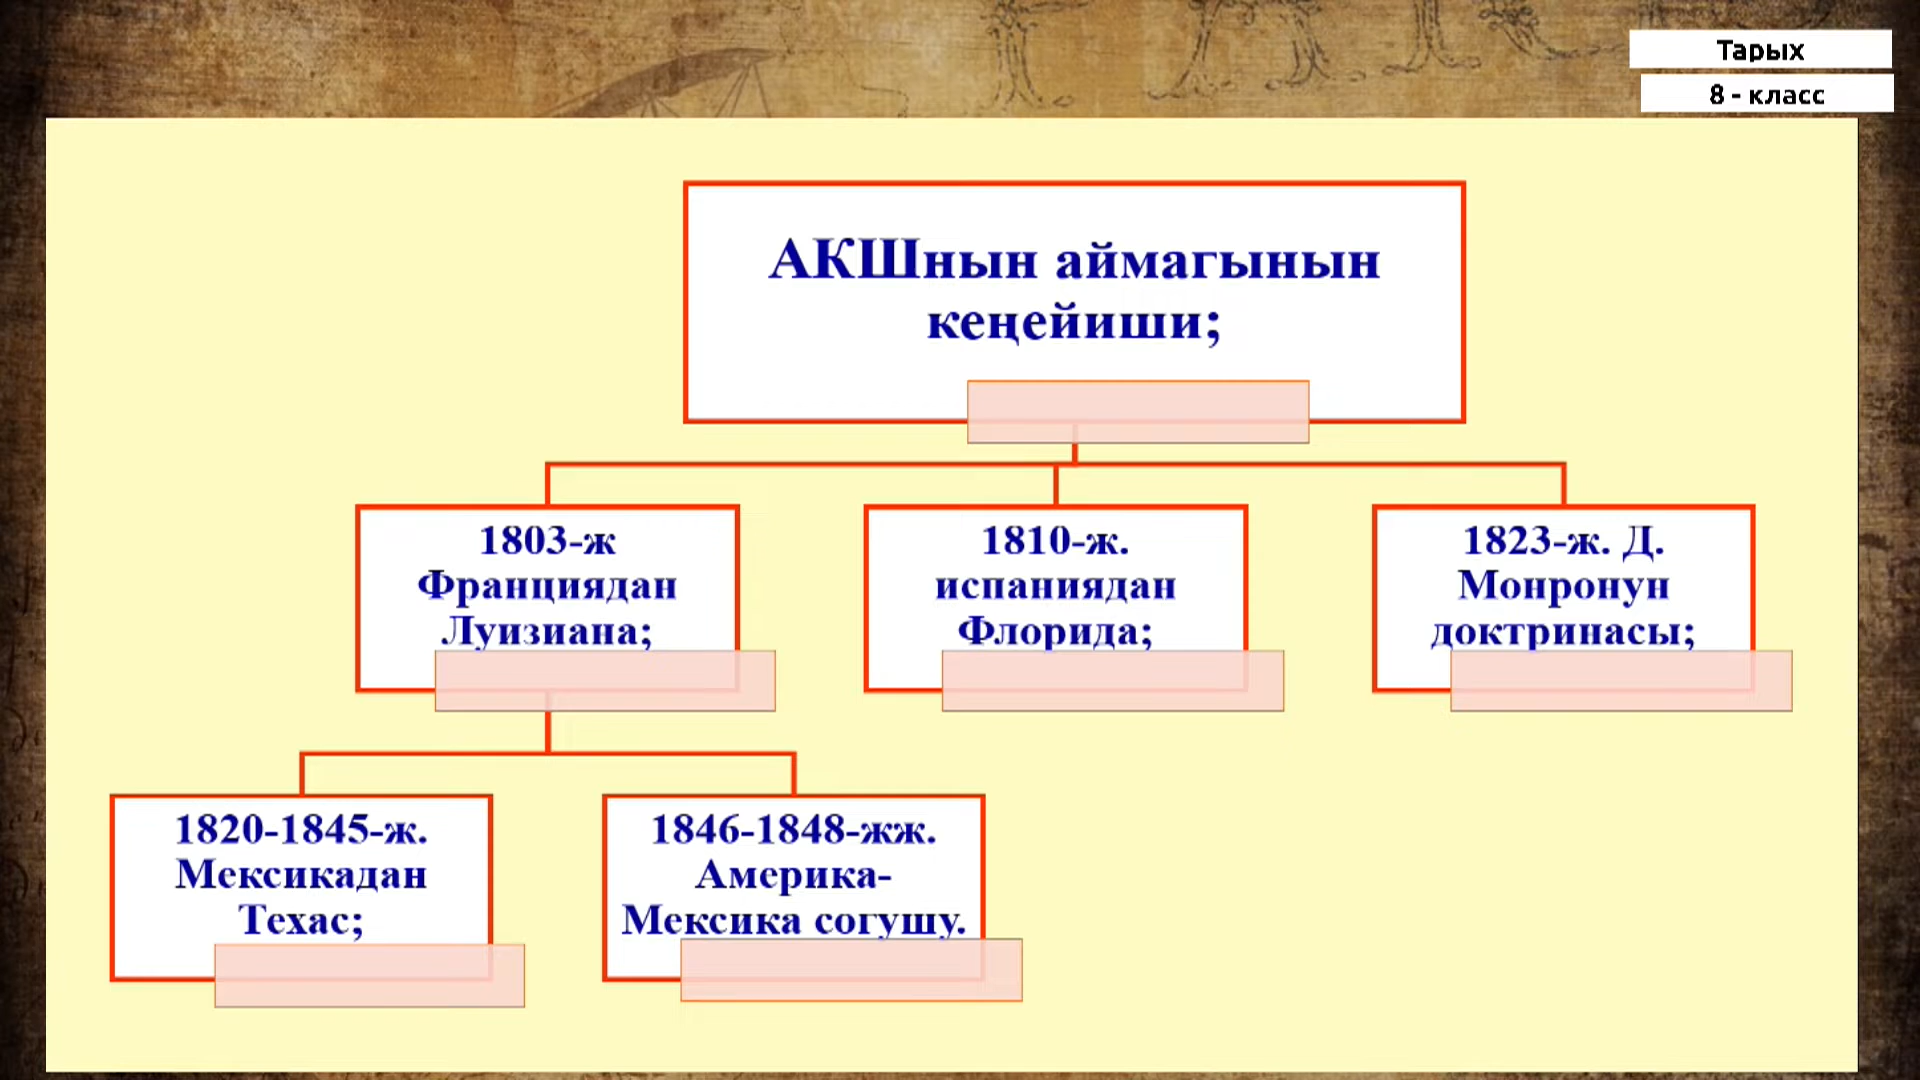 Тарых
8 - класс
АКШнын аймагынын
кеңейиши;
1803-ж
Франциядан
Луизиана;
1810-ж.
испаниядан
Флорида;
1823-ж. Д.
Монронун
доктринасы;
1820-1845-ж.
Мексикадан
Техас;
1846-1848-жж.
Америка-
Мексика согушу.